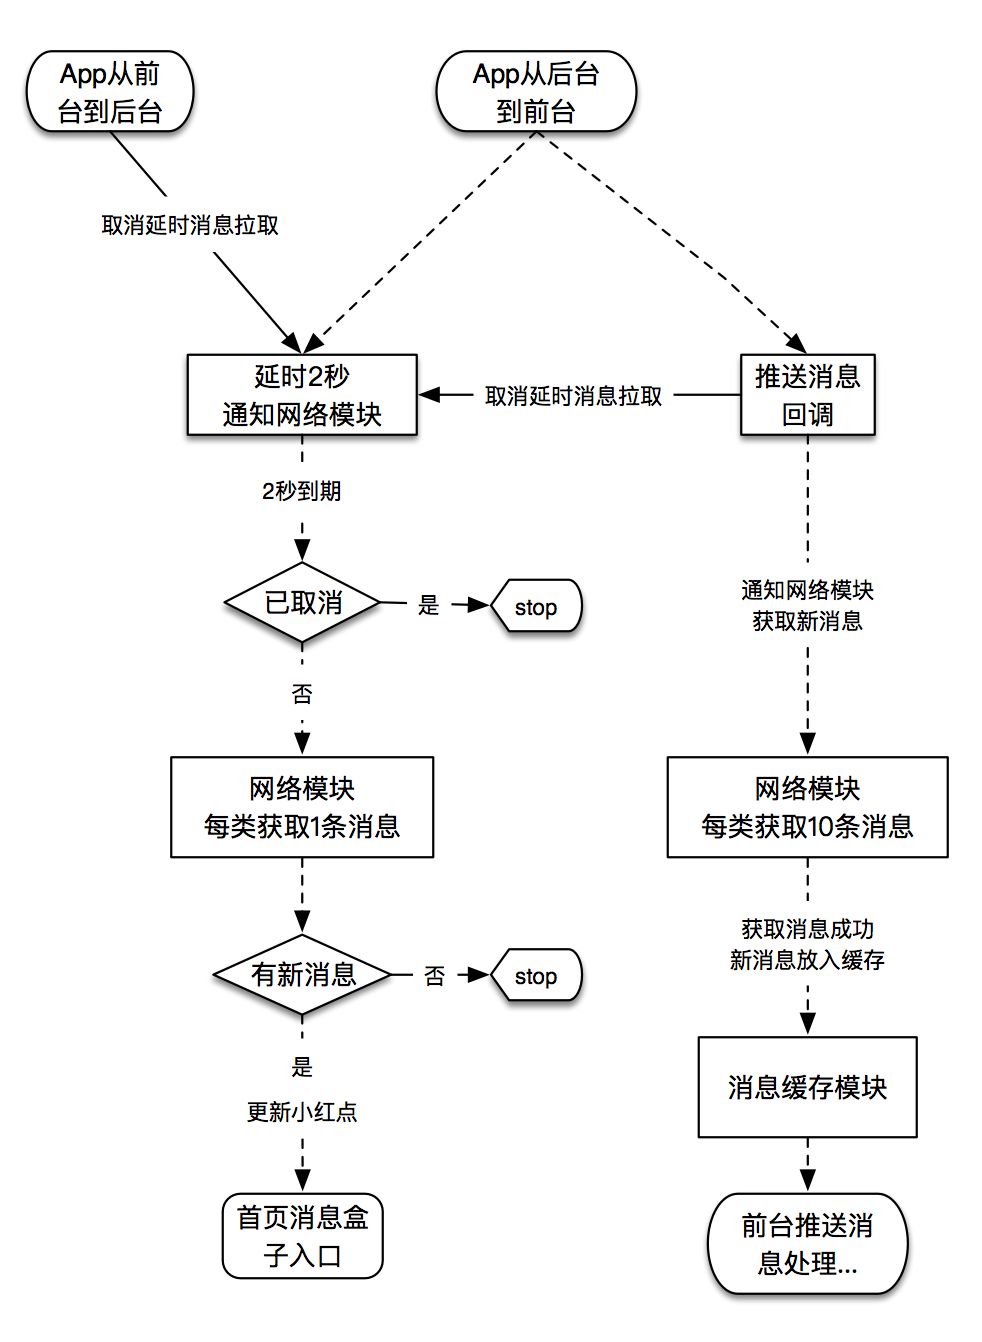 App从前
台到后台
App从后台
到前台
取消延时消息拉取
延时2秒
通知网络模块
取消延时消息拉取
推送消息
回调
2秒到期
已取消
是
stop
通知网络模块
获取新消息
否
网络模块
每类获取1条消息
网络模块
每类获取10条消息
获取消息成功
新消息放入缓存
有新消息
否
stop
是
更新小红点
消息缓存模块
首页消息盒
子入口
前台推送消
息处理...